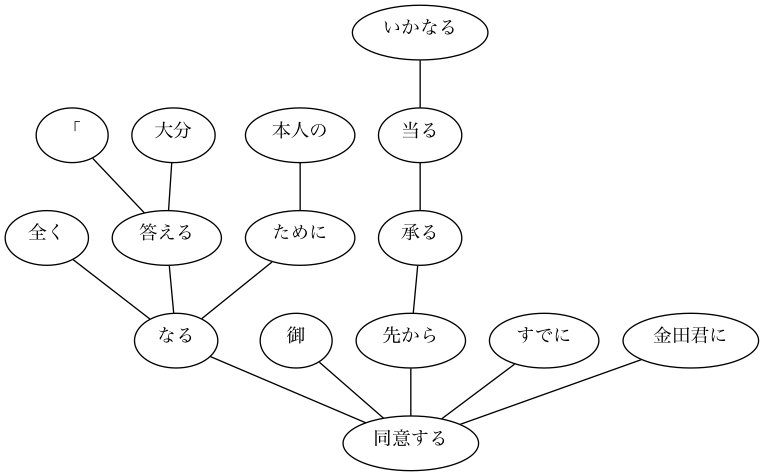 いかなる
「
大分
本人の
当る
全く
答える
ために
承る
なる
御
先から
すでに
金田君に
同意する